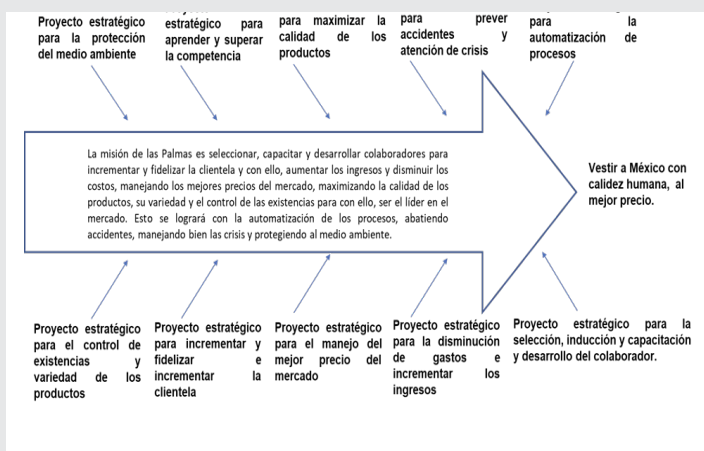 Proyecto estratégico
para la protección
del medio ambiente
estratégico para
aprender y superar
la competencia
para maximizar la
calidad de los
productos
para prever
accidentes y
atención de crisis
para la
automatización de
procesos
La misión de las Palmas es seleccionar, capacitar y desarrollar colaboradores para
incrementar y fidelizar la clientela y con ello, aumentar los ingresos y disminuir los
costos, manejando los mejores precios del mercado, maximizando la calidad de los
productos, su variedad y el control de las existencias para con ello, ser el líder en el
mercado. Esto se logrará con la automatización de los procesos, abatiendo
accidentes, manejando bien las crisis y protegiendo al medio ambiente.
Vestir a México con
calidez humana, al
mejor precio.
Proyecto estratégico
para el control de
existencias y
variedad de los
productos
Proyecto estratégico
para incrementar y
fidelizar e
incrementar la
clientela
Proyecto estratégico
para el manejo del
mejor precio del
mercado
Proyecto estratégico
para la disminución
de gastos e
incrementar los
ingresos
Proyecto estratégico para la
selección, inducción y capacitación
y desarrollo del colaborador.